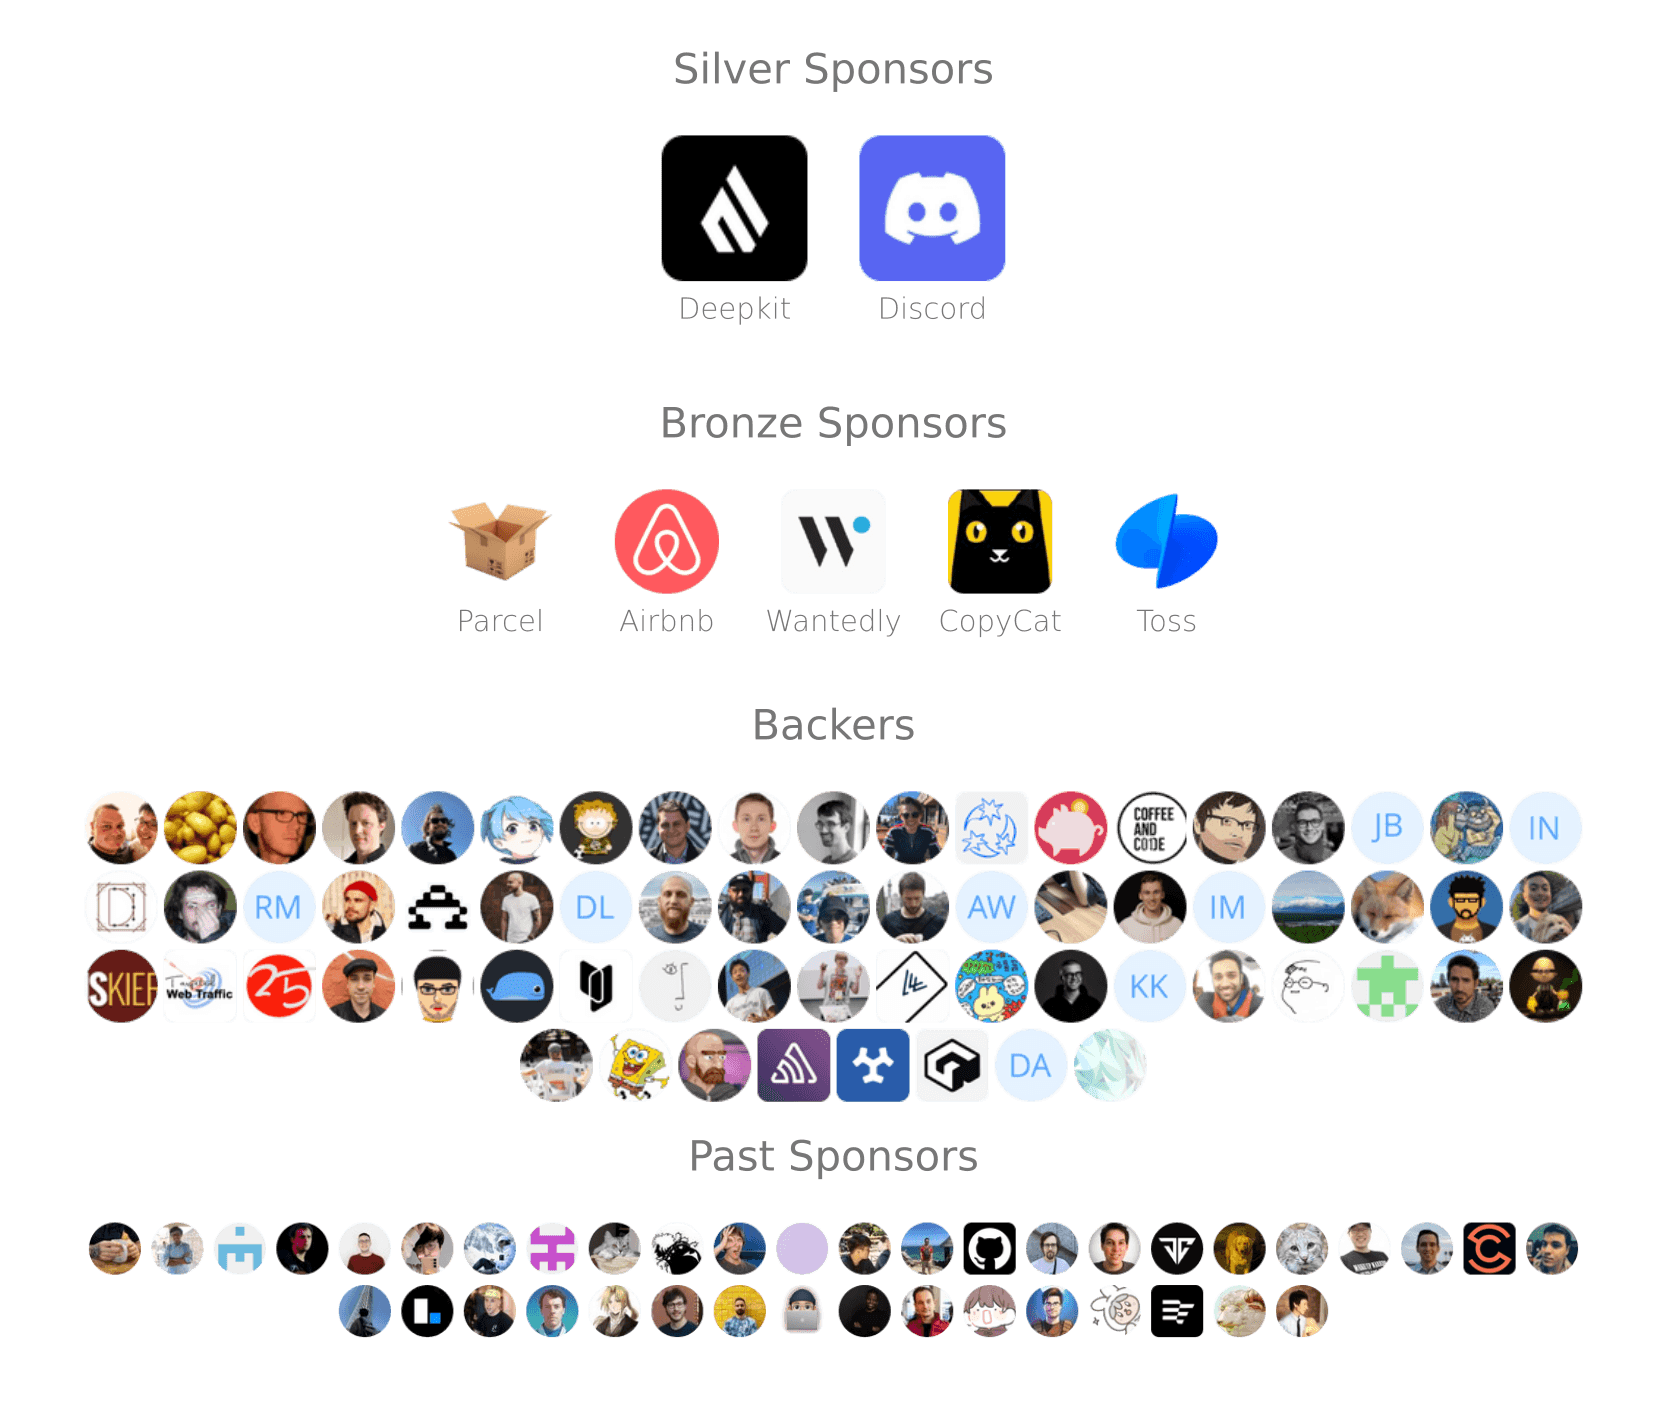 Silver Sponsors
Deepkit
Discord
Bronze Sponsors
Parcel
Airbnb
Wantedly
CopyCat
Toss
Backers
COFFEE
AND
CODE
JB
IN
RM
DL
AW
IM
SKIEF
Web Traffic
25
KK
DA
Past Sponsors